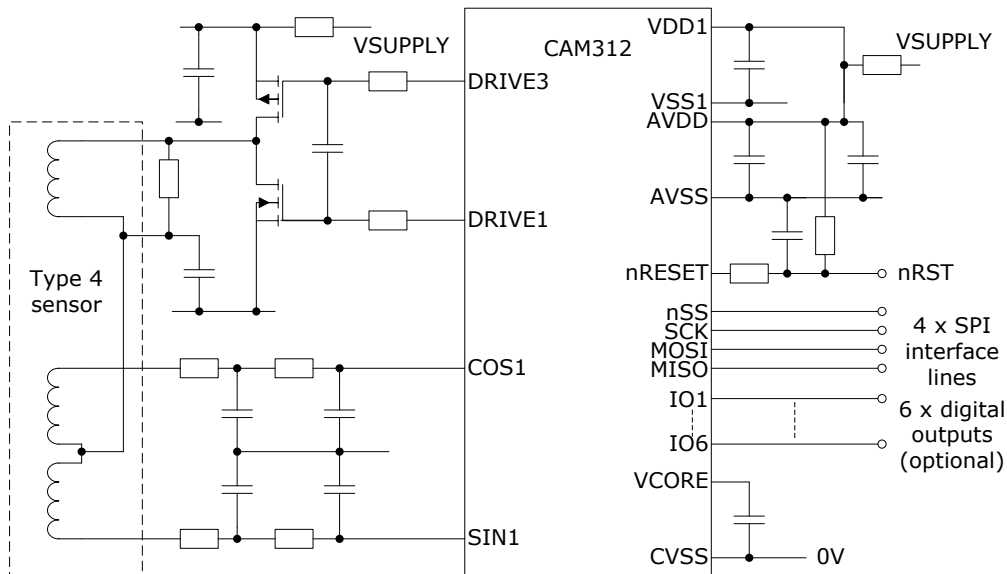 CAM312
VSUPPLY
DRIVE3
DRIVE1
Type 4
sensor
COS1
SIN1
VDD1
VSUPPLY
VSS1
AVDD
AVSS
nRESET
nRST
nSS
SCK
MOSI
MISO
4 x SPI
interface
lines
IO1
IO6
6 x digital
outputs
(optional)
VCORE
CVSS
0V